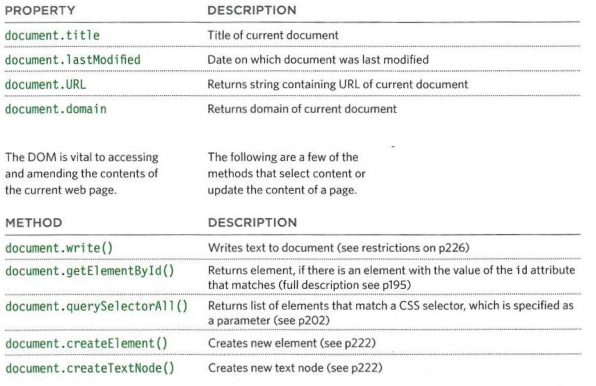 PROPERTY DESCRIPTION
document.title Title of current document
document.lastModified Date on which document was last modified
document.URL Returns string containing URL of current document
document.domain Returns domain of current document
The DOM is vital to accessing
and amending the contents of
the current web page.
The following are a few of the
methods that select content or
update the content of a page.
METHOD DESCRIPTION
document.write() Writes text to document (see restrictions on p226)
document.getElementById() Returns element, if there is an element with the value of the id attribute
that matches (full description see p195)
document.querySelectorAll() Returns list of elements that match a CSS selector, which is specified as
a parameter (see p202)
document.createElement() Creates new element (see p222)
document.createTextNode() Creates new text node (see p222)